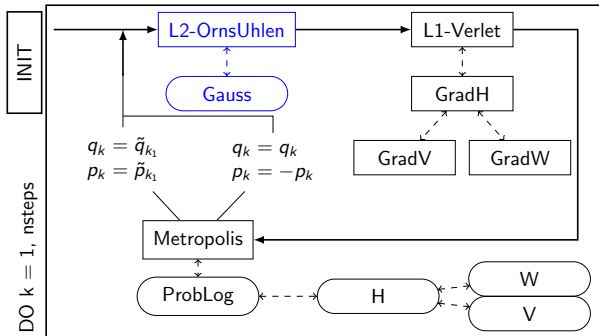 INIT
DO k = 1, nsteps
L2-OrnsUhlen
L1-Verlet
Gauss
GradH
GradV
GradW
q_k = q̃_{k_1}
p_k = p̃_{k_1}
q_k = q_k
p_k = −p_k
Metropolis
ProbLog
H
W
V